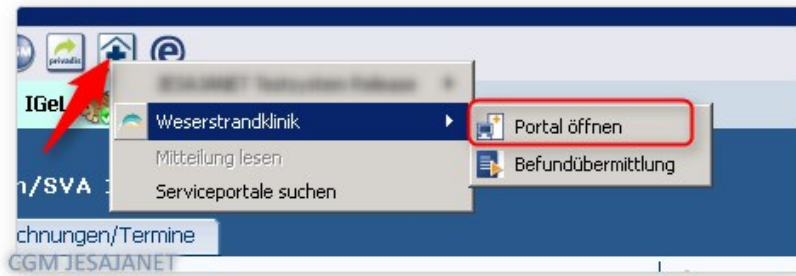 privadis
e
IGeL
Weserstrandklinik
Portal öffnen
Mitteilung lesen
Befundübermittlung
Serviceportale suchen
n/SVA
chnungen/Termine
CGM JESAJANET